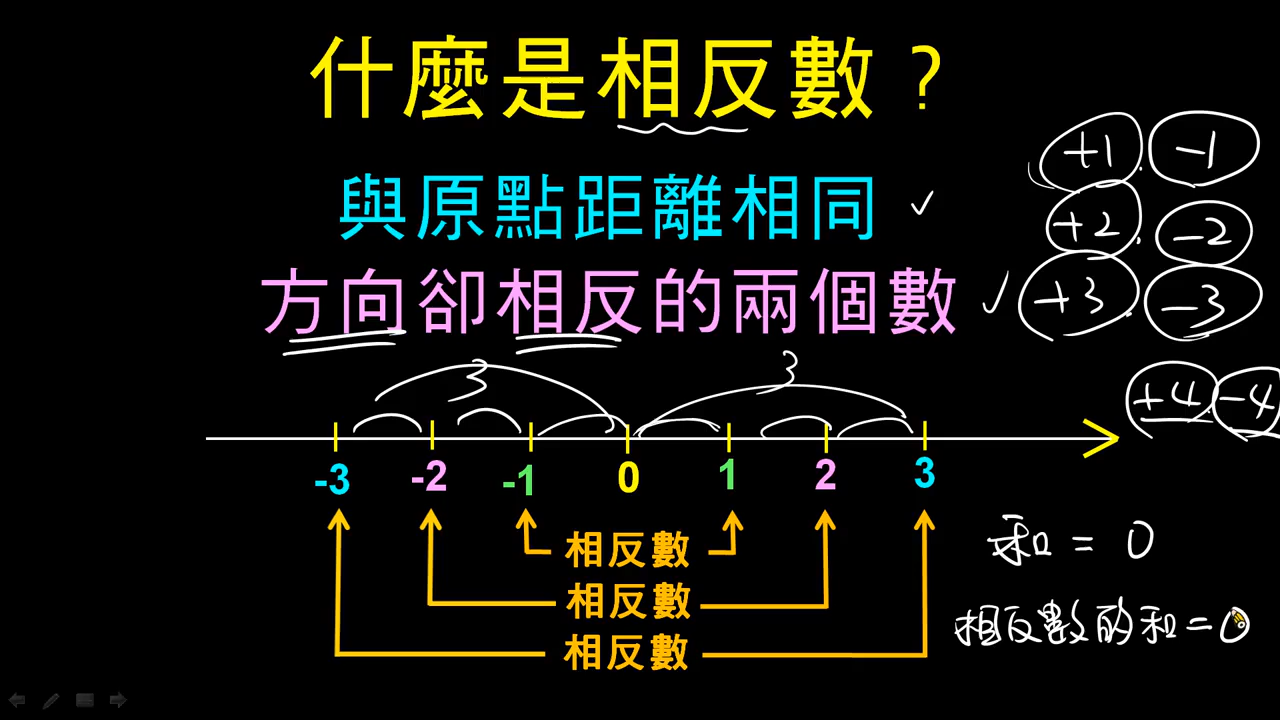 什麼是相反數？
與原點距離相同
方向卻相反的兩個數
+1 -1
+2 -2
+3 -3
+4 -4
3 3
-3 -2 -1 0 1 2 3
相反數
相反數
相反數
和 = 0
相反數的和=0